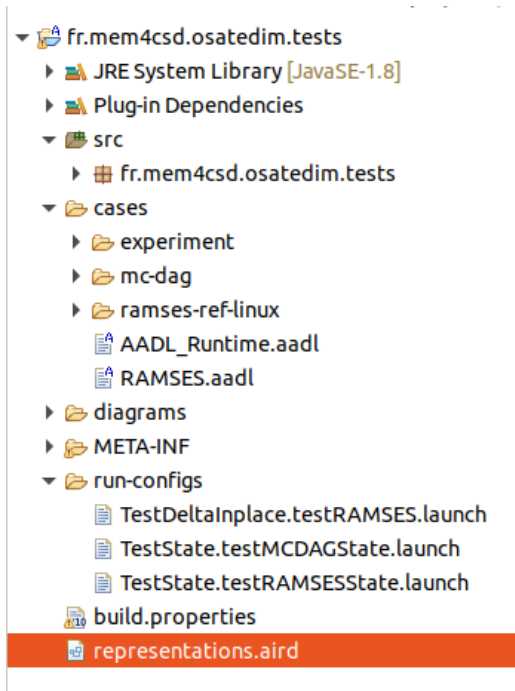 fr.mem4csd.osatedim.tests
JRE System Library [JavaSE-1.8]
Plug-in Dependencies
src
fr.mem4csd.osatedim.tests
cases
experiment
mc-dag
ramses-ref-linux
AADL_Runtime.aadl
RAMSES.aadl
diagrams
META-INF
run-configs
TestDeltaInplace.testRAMSES.launch
TestState.testMCDAGState.launch
TestState.testRAMSESState.launch
build.properties
representations.aird